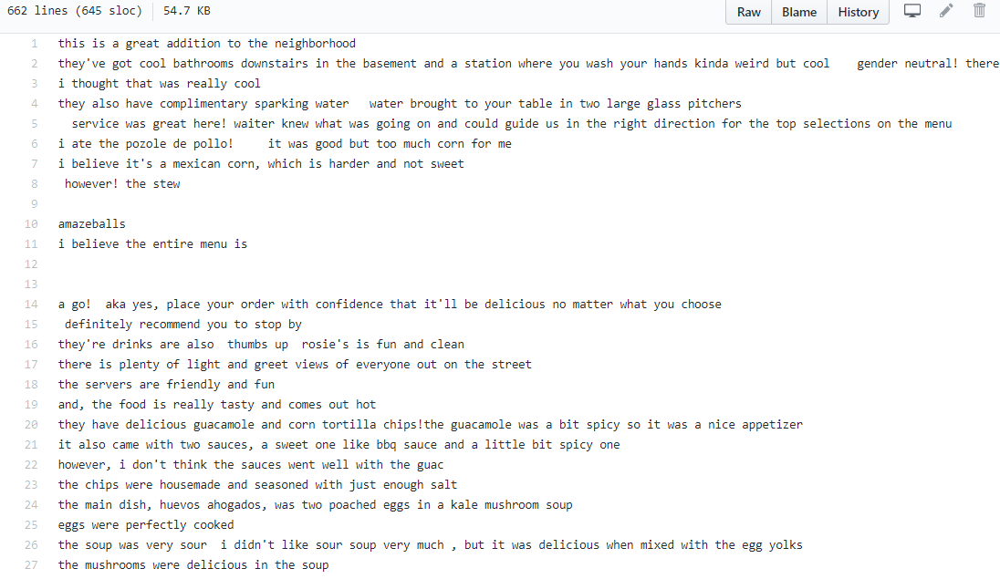 662 lines (645 sloc) 54.7 KB Raw Blame History
1 this is a great addition to the neighborhood
2 they've got cool bathrooms downstairs in the basement and a station where you wash your hands kinda weird but cool    gender neutral! there
3 i thought that was really cool
4 they also have complimentary sparking water   water brought to your table in two large glass pitchers
5   service was great here! waiter knew what was going on and could guide us in the right direction for the top selections on the menu
6 i ate the pozole de pollo!     it was good but too much corn for me
7 i believe it's a mexican corn, which is harder and not sweet
8  however! the stew
9
10 amazeballs
11 i believe the entire menu is
12
13
14 a go!  aka yes, place your order with confidence that it'll be delicious no matter what you choose
15  definitely recommend you to stop by
16 they're drinks are also  thumbs up  rosie's is fun and clean
17 there is plenty of light and greet views of everyone out on the street
18 the servers are friendly and fun
19 and, the food is really tasty and comes out hot
20 they have delicious guacamole and corn tortilla chips!the guacamole was a bit spicy so it was a nice appetizer
21 it also came with two sauces, a sweet one like bbq sauce and a little bit spicy one
22 however, i don't think the sauces went well with the guac
23 the chips were housemade and seasoned with just enough salt
24 the main dish, huevos ahogados, was two poached eggs in a kale mushroom soup
25 eggs were perfectly cooked
26 the soup was very sour  i didn't like sour soup very much , but it was delicious when mixed with the egg yolks
27 the mushrooms were delicious in the soup